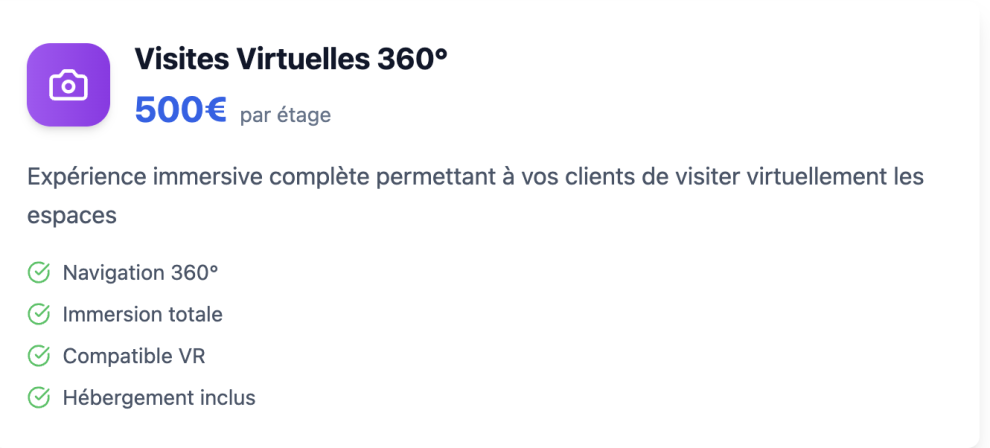 Visites Virtuelles 360°
500€ par étage
Expérience immersive complète permettant à vos clients de visiter virtuellement les
espaces
Navigation 360°
Immersion totale
Compatible VR
Hébergement inclus